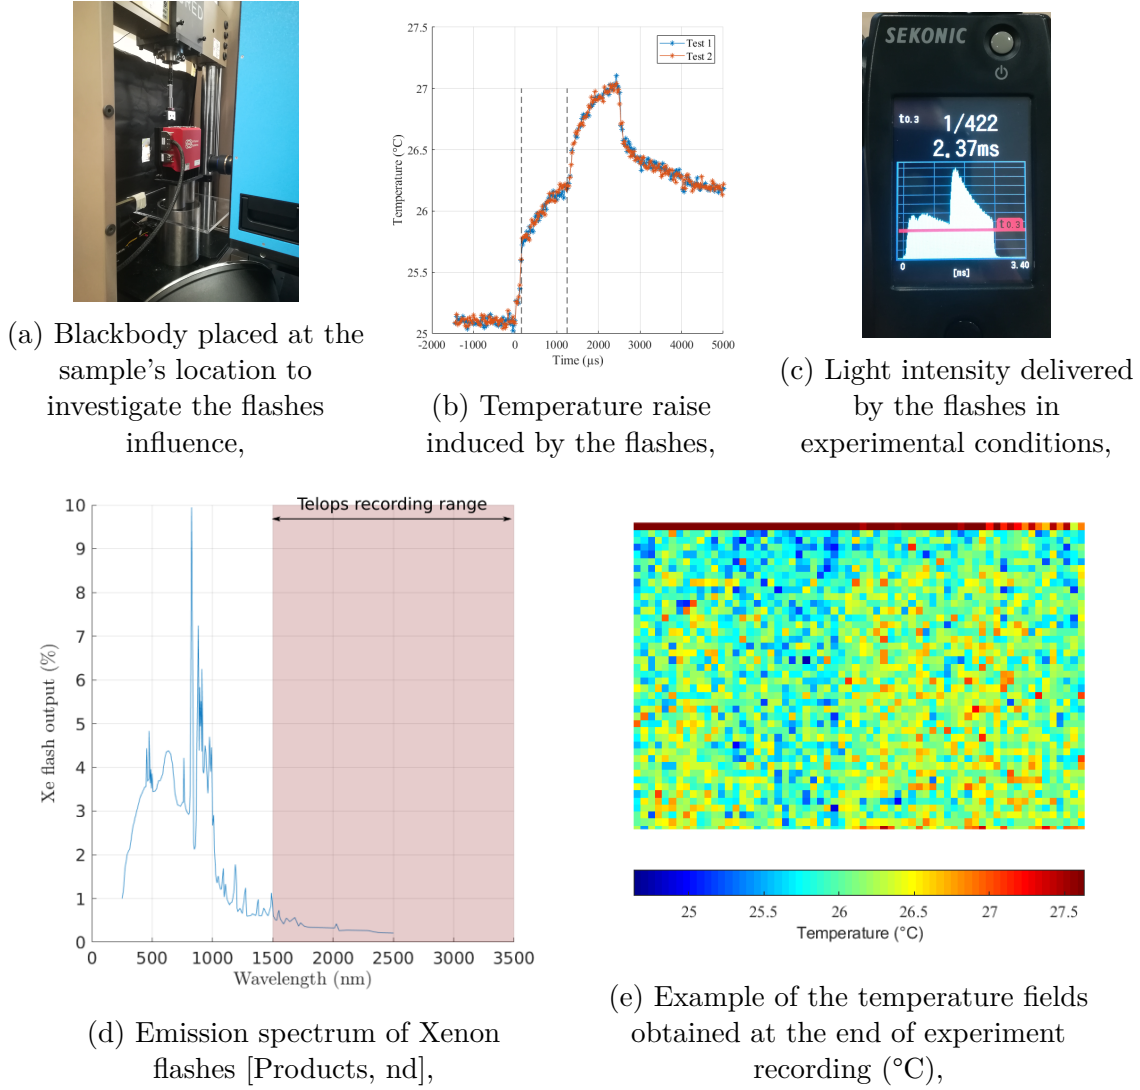 RED
27.5
27
26.5
26
25.5
25
Temperature (°C)
Test 1
Test 2
-2000 -1000 0 1000 2000 3000 4000 5000
Time (µs)
SEKONIC
t0.3 1/422
2.37ms
t0.3
0 3.40
[ms]
(a) Blackbody placed at the
sample's location to
investigate the flashes
influence,
(b) Temperature raise
induced by the flashes,
(c) Light intensity delivered
by the flashes in
experimental conditions,
Telops recording range
10
9
8
7
6
5
4
3
2
1
0
Xe flash output (%)
0 500 1000 1500 2000 2500 3000 3500
Wavelength (nm)
25 25.5 26 26.5 27 27.5
Temperature (°C)
(d) Emission spectrum of Xenon
flashes [Products, nd],
(e) Example of the temperature fields
obtained at the end of experiment
recording (°C),